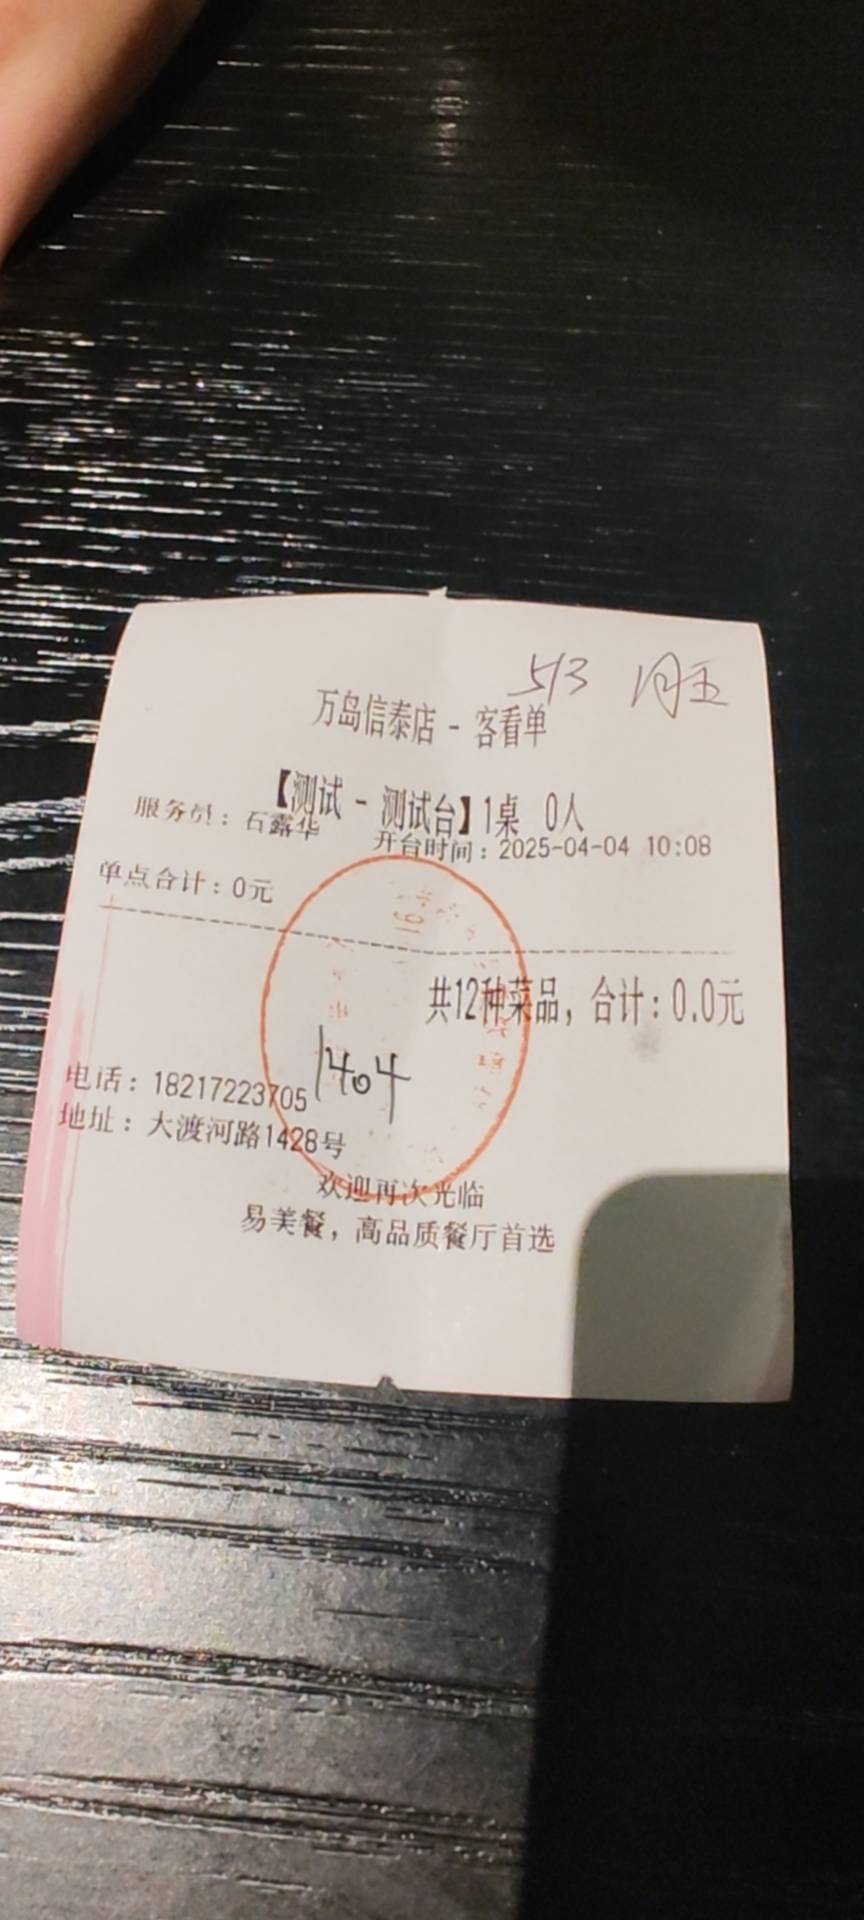 513 旺
万岛信泰店 - 客看单
【测试 - 测试台】1桌 0人
服务员：石露华 开台时间：2025-04-04 10:08
单点合计：0元
共12种菜品，合计：0.0元
1404
电话：18217223705
地址：大渡河路1428号
欢迎再次光临
易美餐，高品质餐厅首选